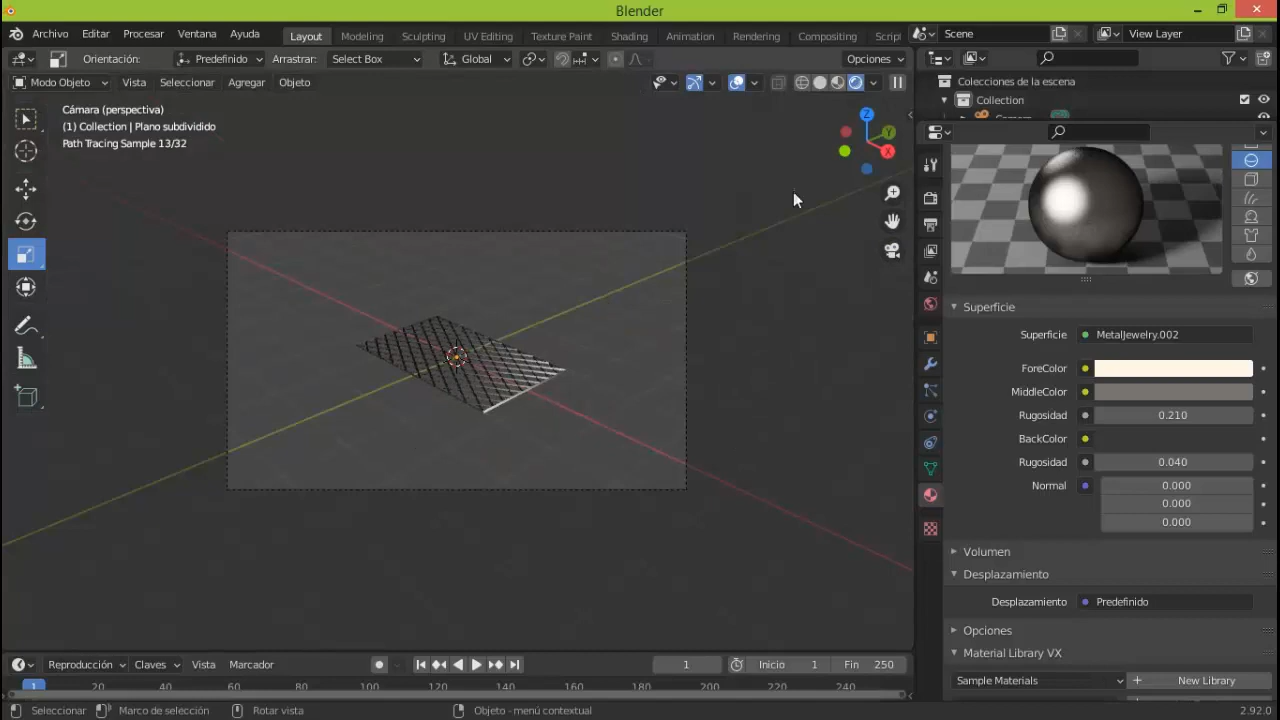 Blender
Archivo Editar Procesar Ventana Ayuda Layout Modeling Sculpting UV Editing Texture Paint Shading Animation Rendering Compositing Script Scene View Layer
Orientación: Predefinido Arrastrar: Select Box Global Opciones
Modo Objeto Vista Seleccionar Agregar Objeto
Colecciones de la escena
Collection
Cámara (perspectiva)
(1) Collection | Plano subdividido
Path Tracing Sample 13/32
Z
Y
X
Superficie
Superficie MetalJewelry.002
ForeColor
MiddleColor
Rugosidad 0.210
BackColor
Rugosidad 0.040
Normal 0.000
0.000
0.000
Volumen
Desplazamiento
Desplazamiento Predefinido
Opciones
Material Library VX
Sample Materials New Library
Reproducción Claves Vista Marcador 1 Inicio 1 Fin 250
1 20 40 60 80 100 120 140 160 180 200 220 240
Seleccionar Marco de selección Rotar vista Objeto - menú contextual 2.92.0